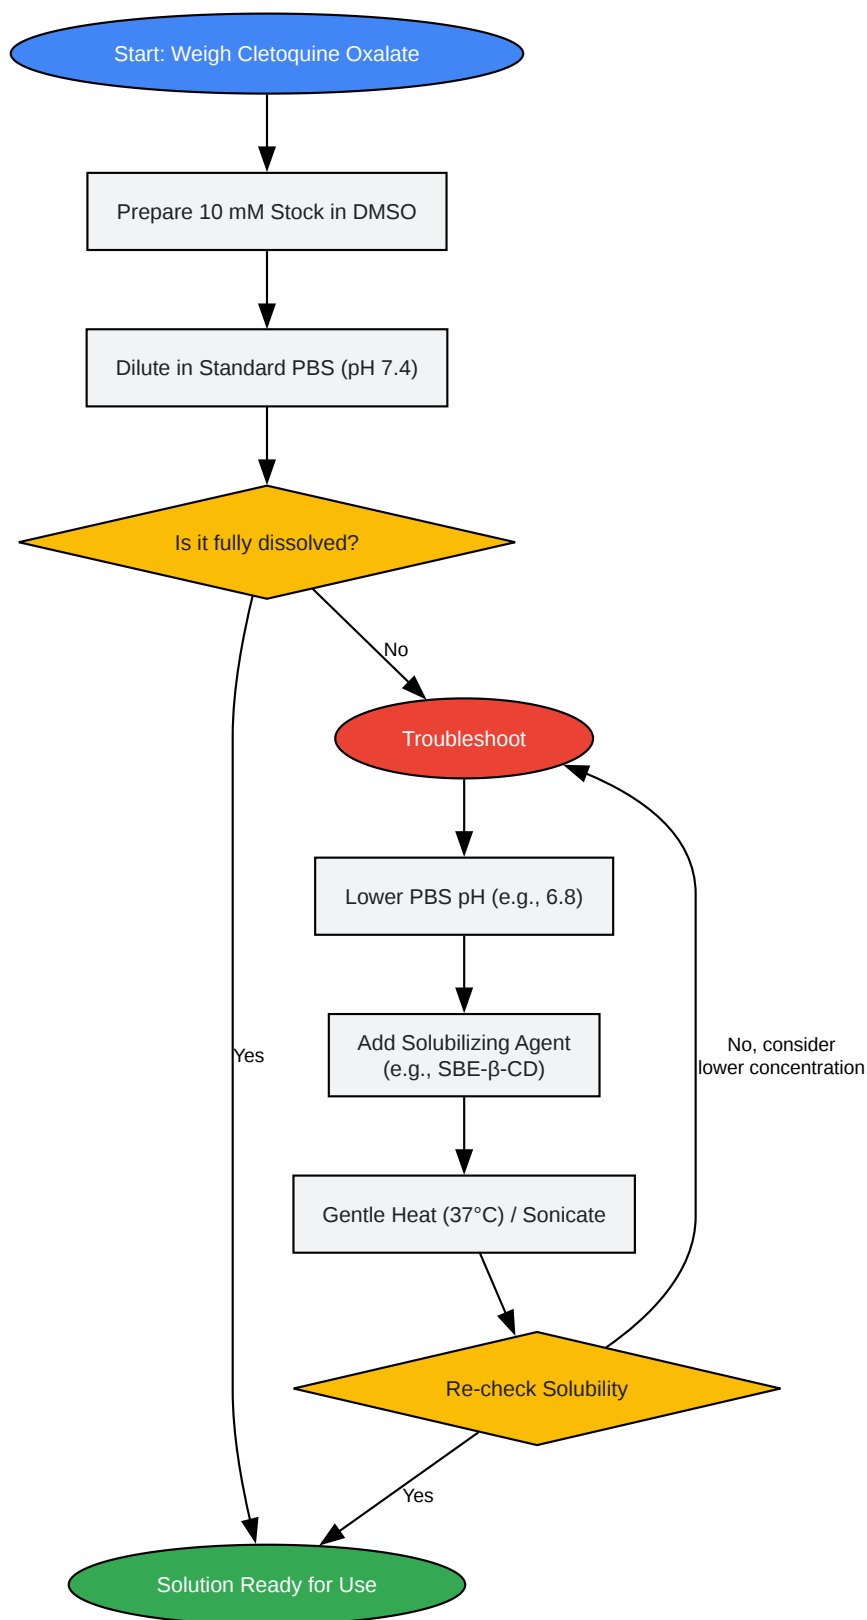 Start: Weigh Cletoquine Oxalate
Prepare 10 mM Stock in DMSO
Dilute in Standard PBS (pH 7.4)
Is it fully dissolved?
No
Troubleshoot
Lower PBS pH (e.g., 6.8)
Add Solubilizing Agent
(e.g., SBE-β-CD)
Yes
No, consider
lower concentration
Gentle Heat (37°C) / Sonicate
Re-check Solubility
Yes
Solution Ready for Use